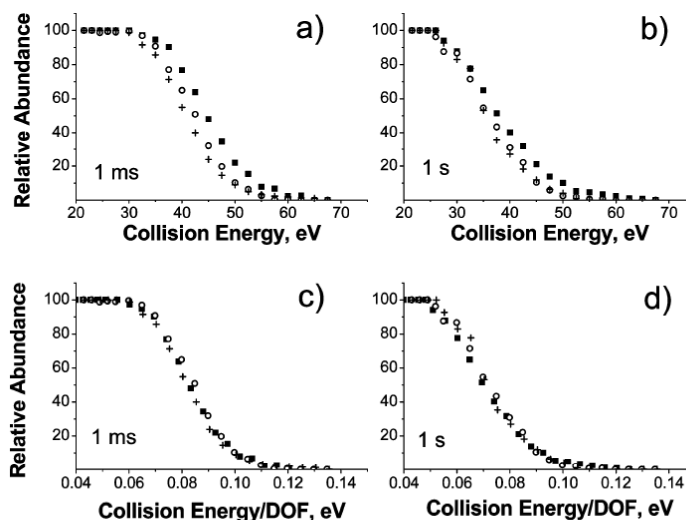 a)
Relative Abundance
100
80
60
40
20
1 ms
20 30 40 50 60 70
Collision Energy, eV
b)
100
80
60
40
20
1 s
20 30 40 50 60 70
Collision Energy, eV
c)
Relative Abundance
100
80
60
40
20
1 ms
0.04 0.06 0.08 0.10 0.12 0.14
Collision Energy/DOF, eV
d)
100
80
60
40
20
1 s
0.04 0.06 0.08 0.10 0.12 0.14
Collision Energy/DOF, eV